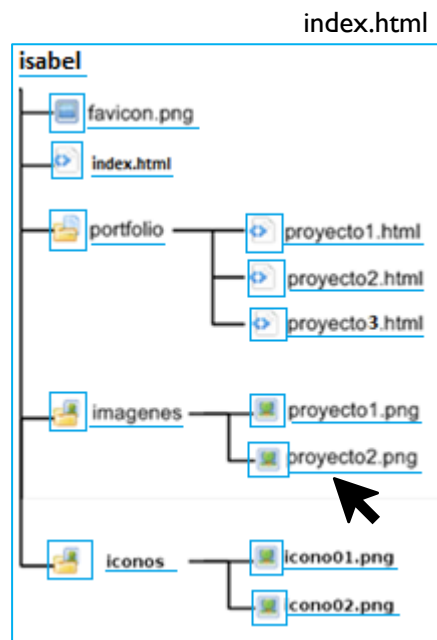 index.html
isabel
favicon.png
index.html
portfolio
proyecto1.html
proyecto2.html
proyecto3.html
imagenes
proyecto1.png
proyecto2.png
iconos
icono01.png
icono02.png